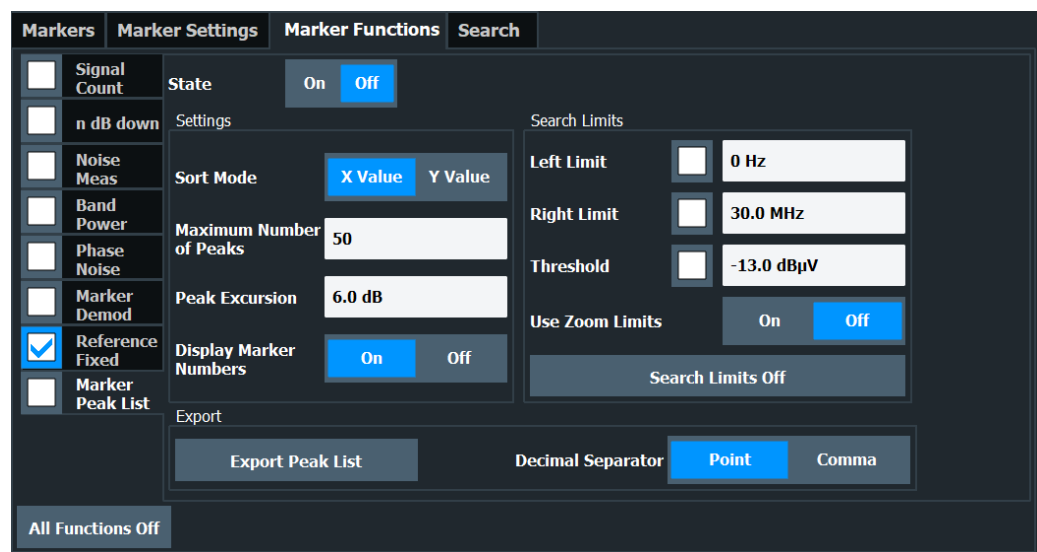 Markers Marker Settings Marker Functions Search
Signal
Count
n dB down
Noise
Meas
Band
Power
Phase
Noise
Marker
Demod
Reference
Fixed
Marker
Peak List
State On Off
Settings
Sort Mode X Value Y Value
Maximum Number
of Peaks
50
Peak Excursion 6.0 dB
Display Marker
Numbers
On Off
Search Limits
Left Limit 0 Hz
Right Limit 30.0 MHz
Threshold -13.0 dBµV
Use Zoom Limits On Off
Search Limits Off
Export
Export Peak List Decimal Separator Point Comma
All Functions Off